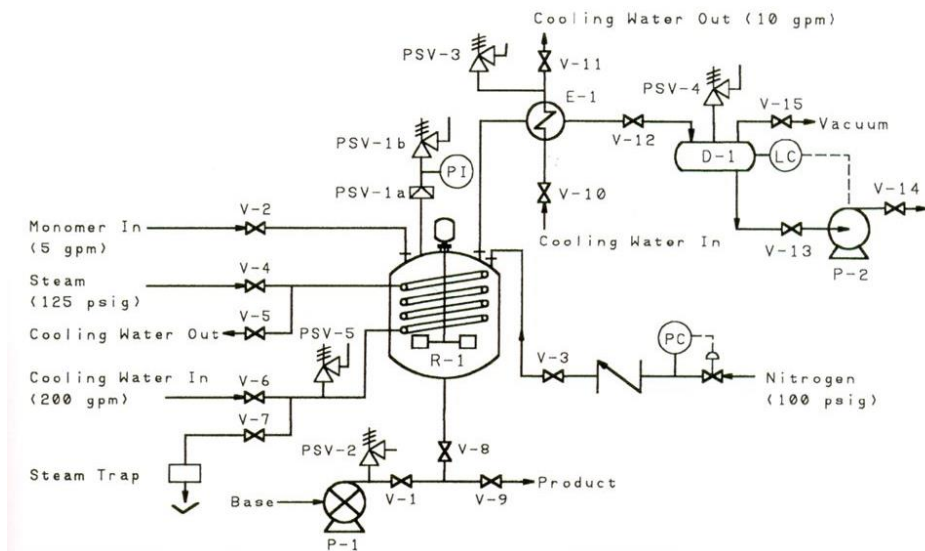 Cooling Water Out (10 gpm)
PSV-3
V-11
E-1
PSV-4
V-15
Vacuum
PSV-1b
PI
V-12
D-1
LC
V-14
PSV-1a
V-10
V-2
Monomer In
(5 gpm)
Cooling Water In
V-13
P-2
V-4
Steam
(125 psig)
V-5
Cooling Water Out
PSV-5
R-1
V-3
PC
Cooling Water In
(200 gpm)
V-6
Nitrogen
(100 psig)
V-7
PSV-2
V-8
Steam Trap
Base
V-1
V-9
Product
P-1